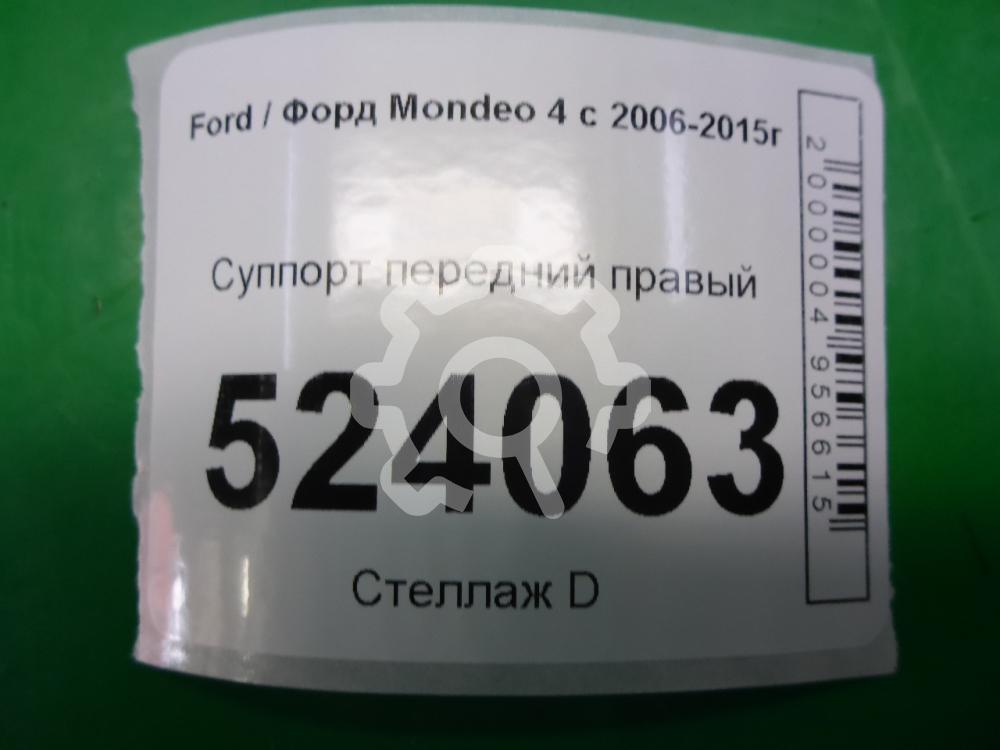 Ford / Форд Mondeo 4 с 2006-2015г
Суппорт передний правый
524063
Стеллаж D
2000004956615